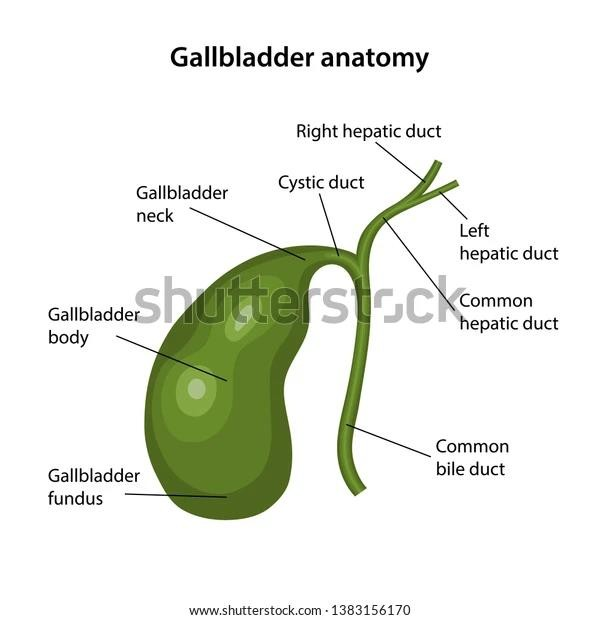 Gallbladder anatomy
Right hepatic duct
Cystic duct
Gallbladder
neck
Left
hepatic duct
Common
hepatic duct
shutterstock
Gallbladder
body
Common
bile duct
Gallbladder
fundus
www.shutterstock.com · 1383156170